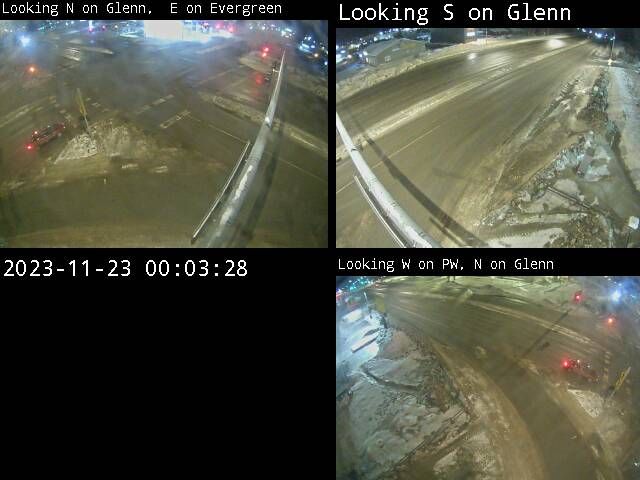 Looking N on Glenn,  E on Evergreen
Looking S on Glenn
2023-11-23 00:03:28
Looking W on PW, N on Glenn